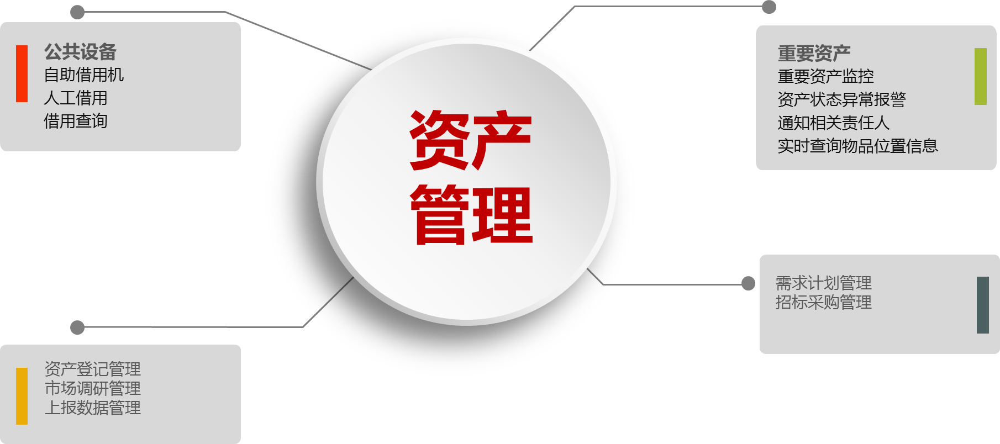 公共设备
自助借用机
人工借用
借用查询
资产
管理
重要资产
重要资产监控
资产状态异常报警
通知相关责任人
实时查询物品位置信息
资产登记管理
市场调研管理
上报数据管理
需求计划管理
招标采购管理